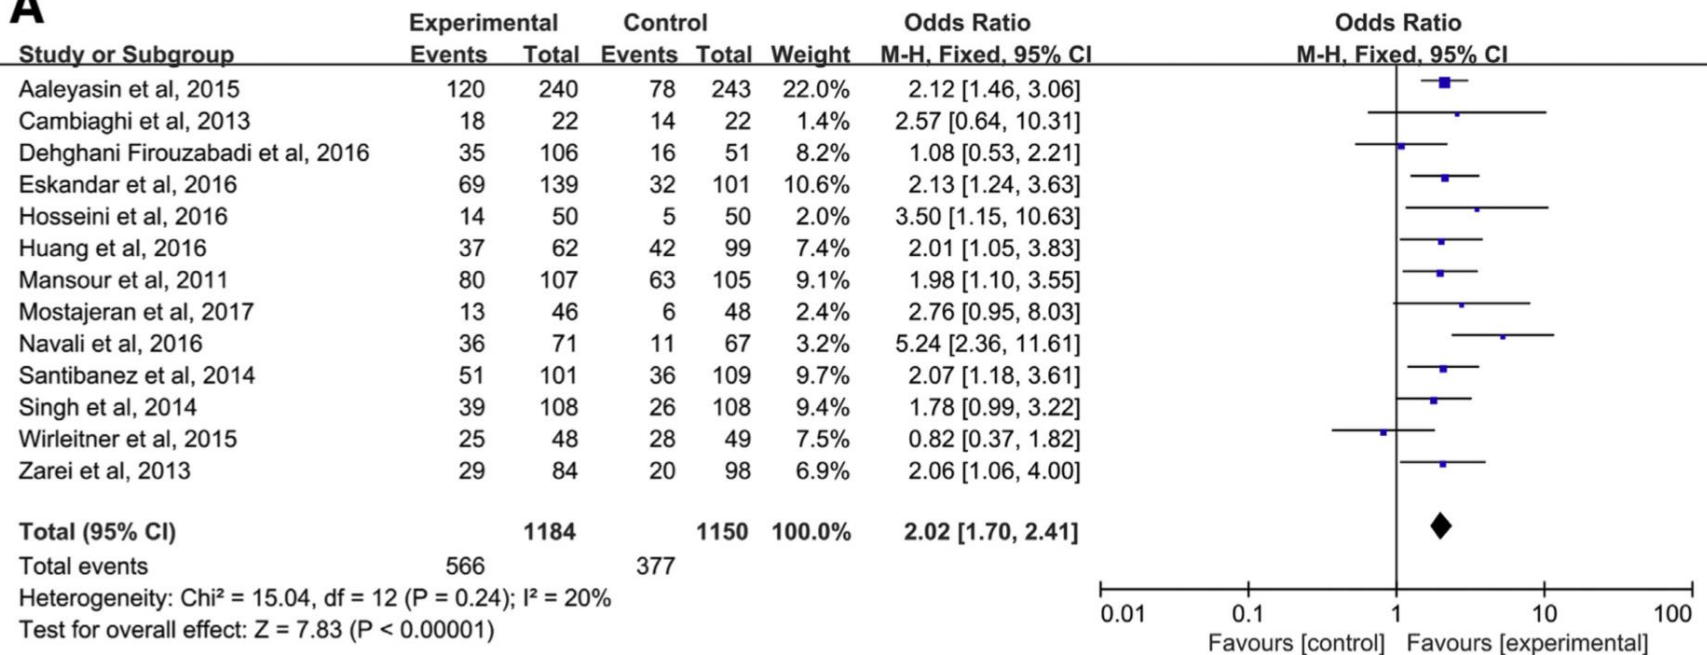 A
Experimental Control Odds Ratio Odds Ratio
Study or Subgroup Events Total Events Total Weight M-H, Fixed, 95% CI M-H, Fixed, 95% CI
Aaleyasin et al, 2015 120 240 78 243 22.0% 2.12 [1.46, 3.06]
Cambiaghi et al, 2013 18 22 14 22 1.4% 2.57 [0.64, 10.31]
Dehghani Firouzabadi et al, 2016 35 106 16 51 8.2% 1.08 [0.53, 2.21]
Eskandar et al, 2016 69 139 32 101 10.6% 2.13 [1.24, 3.63]
Hosseini et al, 2016 14 50 5 50 2.0% 3.50 [1.15, 10.63]
Huang et al, 2016 37 62 42 99 7.4% 2.01 [1.05, 3.83]
Mansour et al, 2011 80 107 63 105 9.1% 1.98 [1.10, 3.55]
Mostajeran et al, 2017 13 46 6 48 2.4% 2.76 [0.95, 8.03]
Navali et al, 2016 36 71 11 67 3.2% 5.24 [2.36, 11.61]
Santibanez et al, 2014 51 101 36 109 9.7% 2.07 [1.18, 3.61]
Singh et al, 2014 39 108 26 108 9.4% 1.78 [0.99, 3.22]
Wirleitner et al, 2015 25 48 28 49 7.5% 0.82 [0.37, 1.82]
Zarei et al, 2013 29 84 20 98 6.9% 2.06 [1.06, 4.00]
Total (95% CI) 1184 1150 100.0% 2.02 [1.70, 2.41]
Total events 566 377
Heterogeneity: Chi² = 15.04, df = 12 (P = 0.24); I² = 20%
Test for overall effect: Z = 7.83 (P < 0.00001)
0.01 0.1 1 10 100
Favours [control] Favours [experimental]